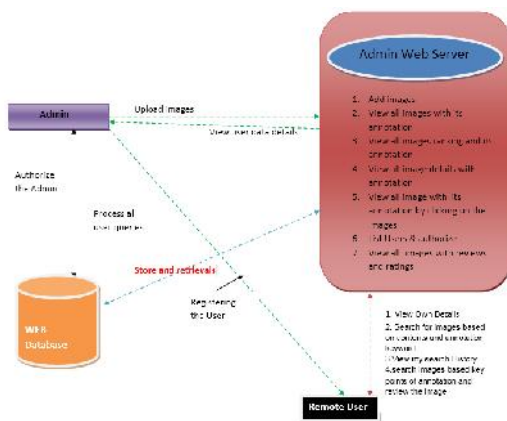 Admin Web Server
1. Add images
2. View all images with its
annotation
3. View all images ranking and its
annotation
4. View all image details with
annotation
5. View all image with its
annotation by clicking on the
images
6. List Users & authorize
7. View all images with reviews
and ratings
Admin
Upload images
View user data details
Authorize
the Admin
Process all
user queries
Store and retrievals
Registering
the User
WEB
Database
1. View Own Details
2. Search for images based
on contents and annotation
keyword
3.View my search History
4.search images based key
points of annotation and
review the image
Remote User